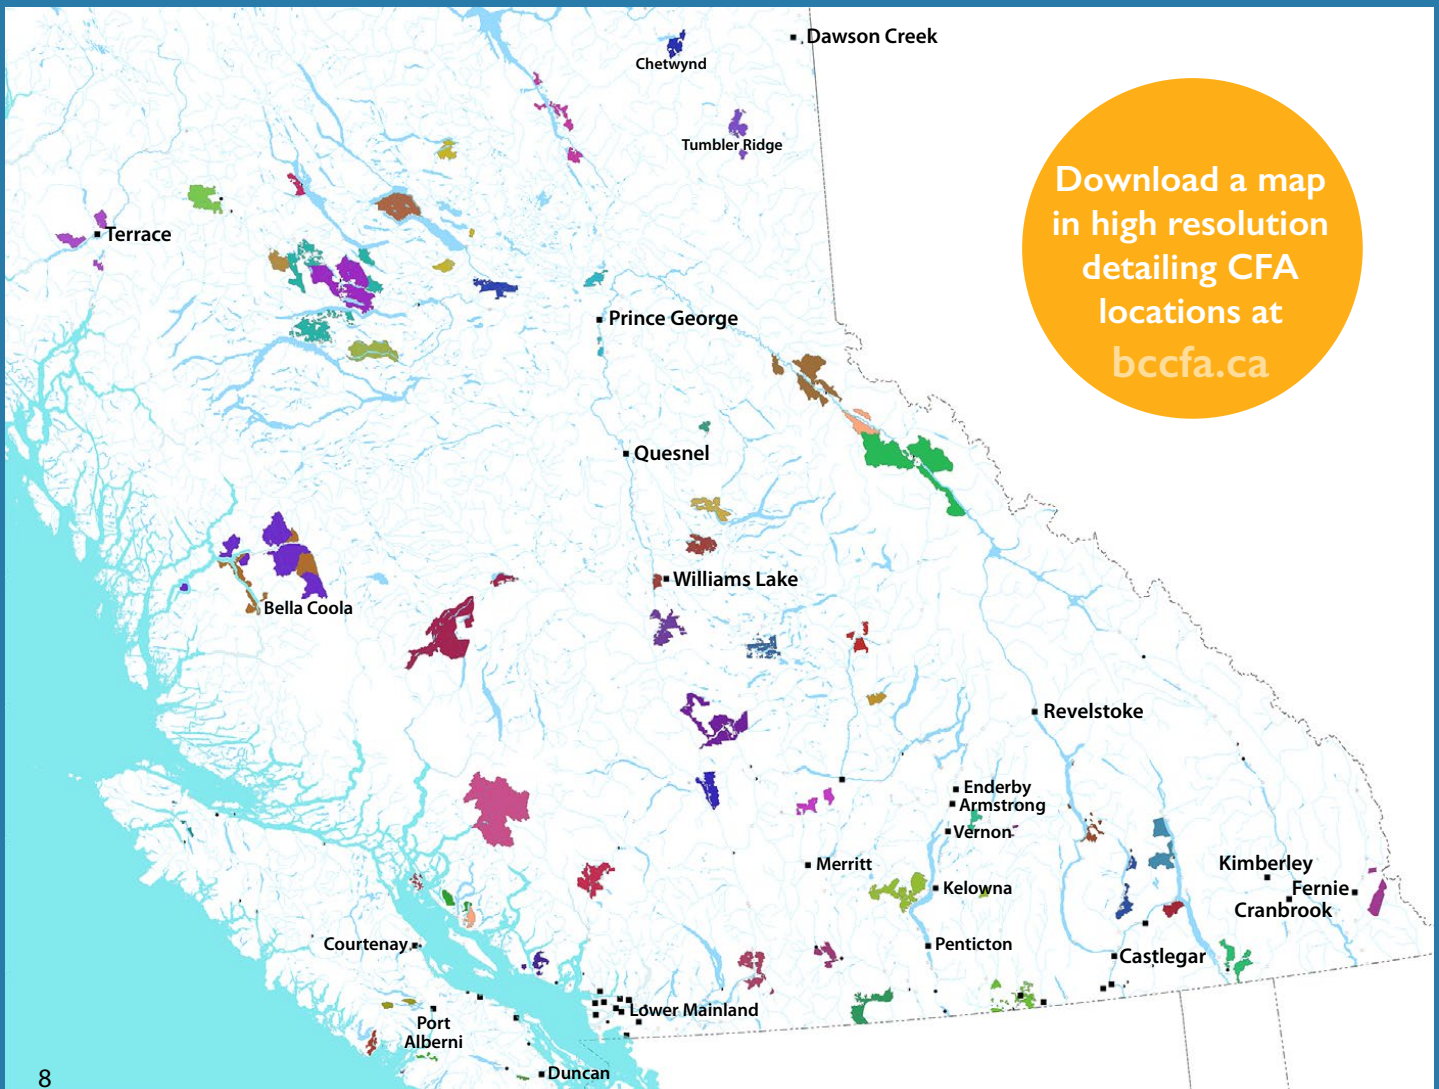 Dawson Creek
Chetwynd
Tumbler Ridge
Download a map
in high resolution
detailing CFA
locations at
bccfa.ca
Terrace
Prince George
Quesnel
Williams Lake
Bella Coola
Revelstoke
Enderby
Armstrong
Vernon
Merritt
Kelowna
Kimberley
Fernie
Cranbrook
Courtenay
Penticton
Castlegar
Lower Mainland
Port
Alberni
Duncan
8